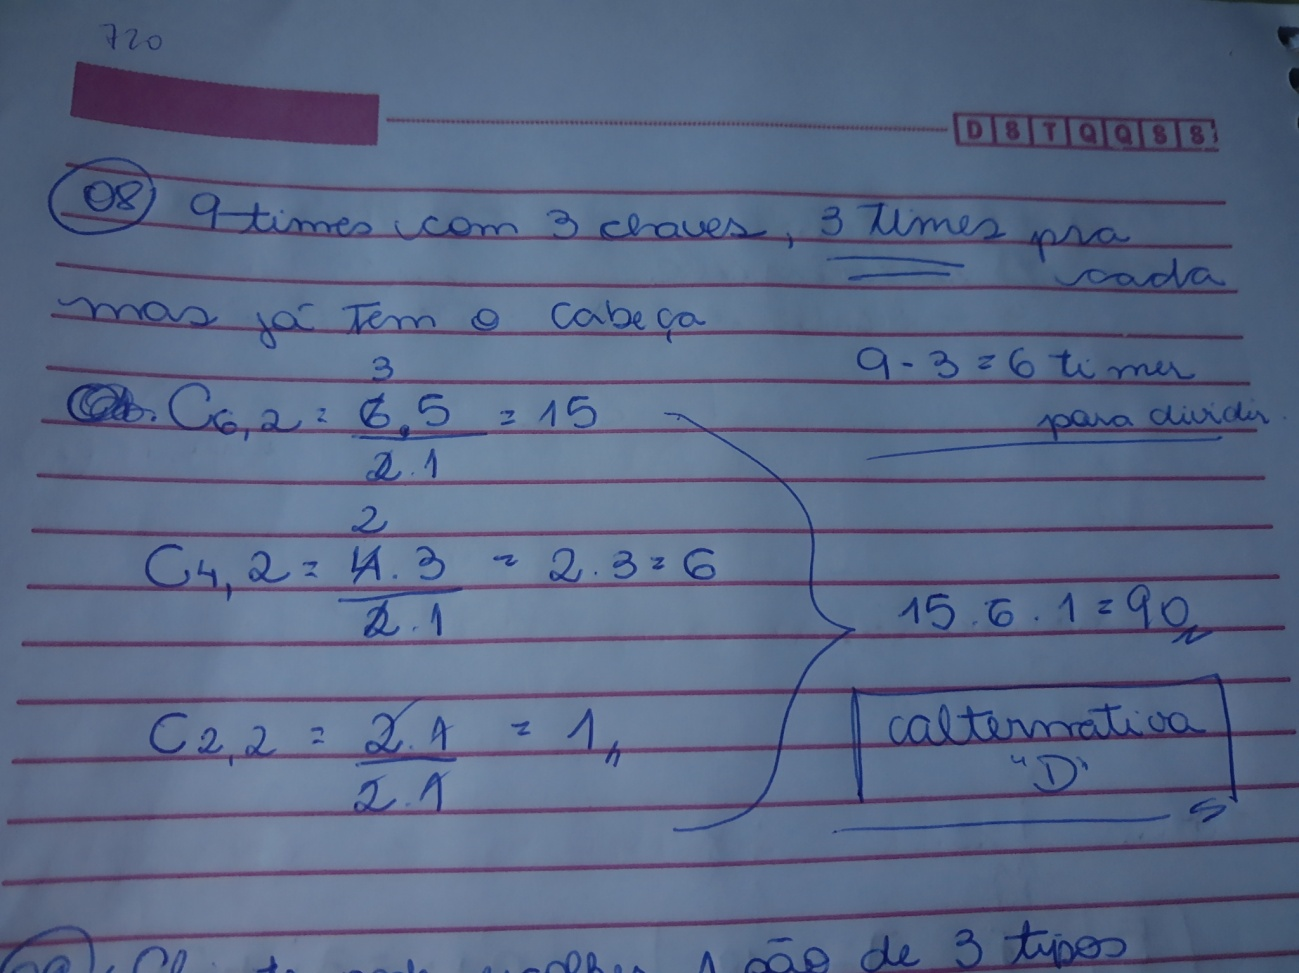 720
D S T Q Q S S
08 9 times com 3 chaves, 3 times pra
cada
mas já tem o cabeça
9 - 3 = 6 times
para dividir
3
C6,2 = 6.5 = 15
2.1
2
C4,2 = 4.3 = 2.3 = 6
2.1
15.6.1 = 90
C2,2 = 2.1 = 1
2.1
alternativa
"D"
de 3 tipos